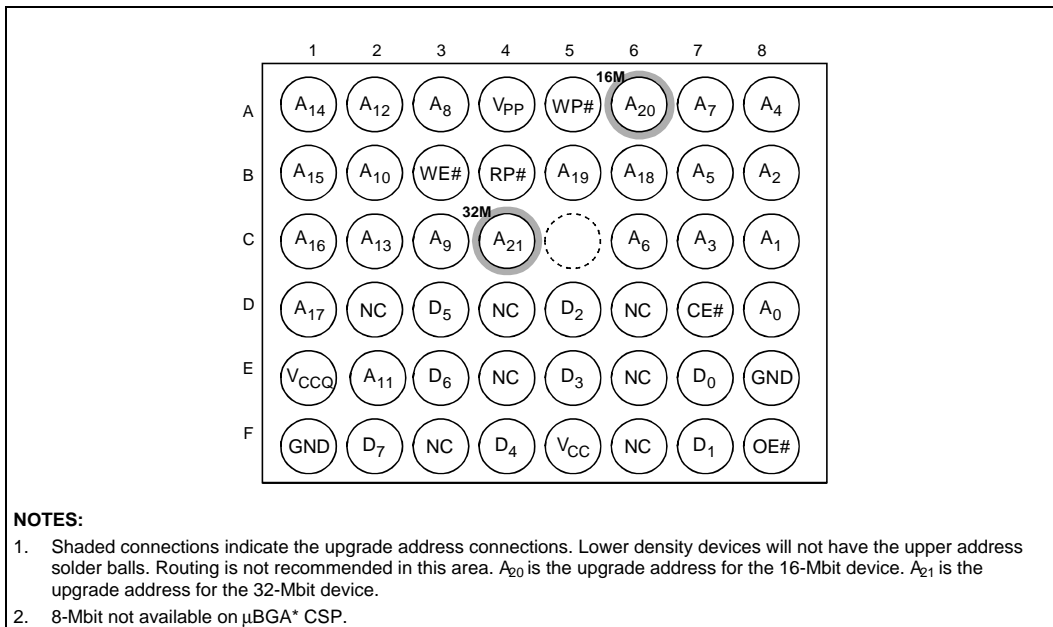 1 2 3 4 5 6 7 8
16M
A A₁₄ A₁₂ A₈ V_PP WP# A₂₀ A₇ A₄
B A₁₅ A₁₀ WE# RP# A₁₉ A₁₈ A₅ A₂
32M
C A₁₆ A₁₃ A₉ A₂₁ A₆ A₃ A₁
D A₁₇ NC D₅ NC D₂ NC CE# A₀
E V_CCQ A₁₁ D₆ NC D₃ NC D₀ GND
F GND D₇ NC D₄ V_CC NC D₁ OE#
NOTES:
1. Shaded connections indicate the upgrade address connections. Lower density devices will not have the upper address
solder balls. Routing is not recommended in this area. A₂₀ is the upgrade address for the 16-Mbit device. A₂₁ is the
upgrade address for the 32-Mbit device.
2. 8-Mbit not available on µBGA* CSP.